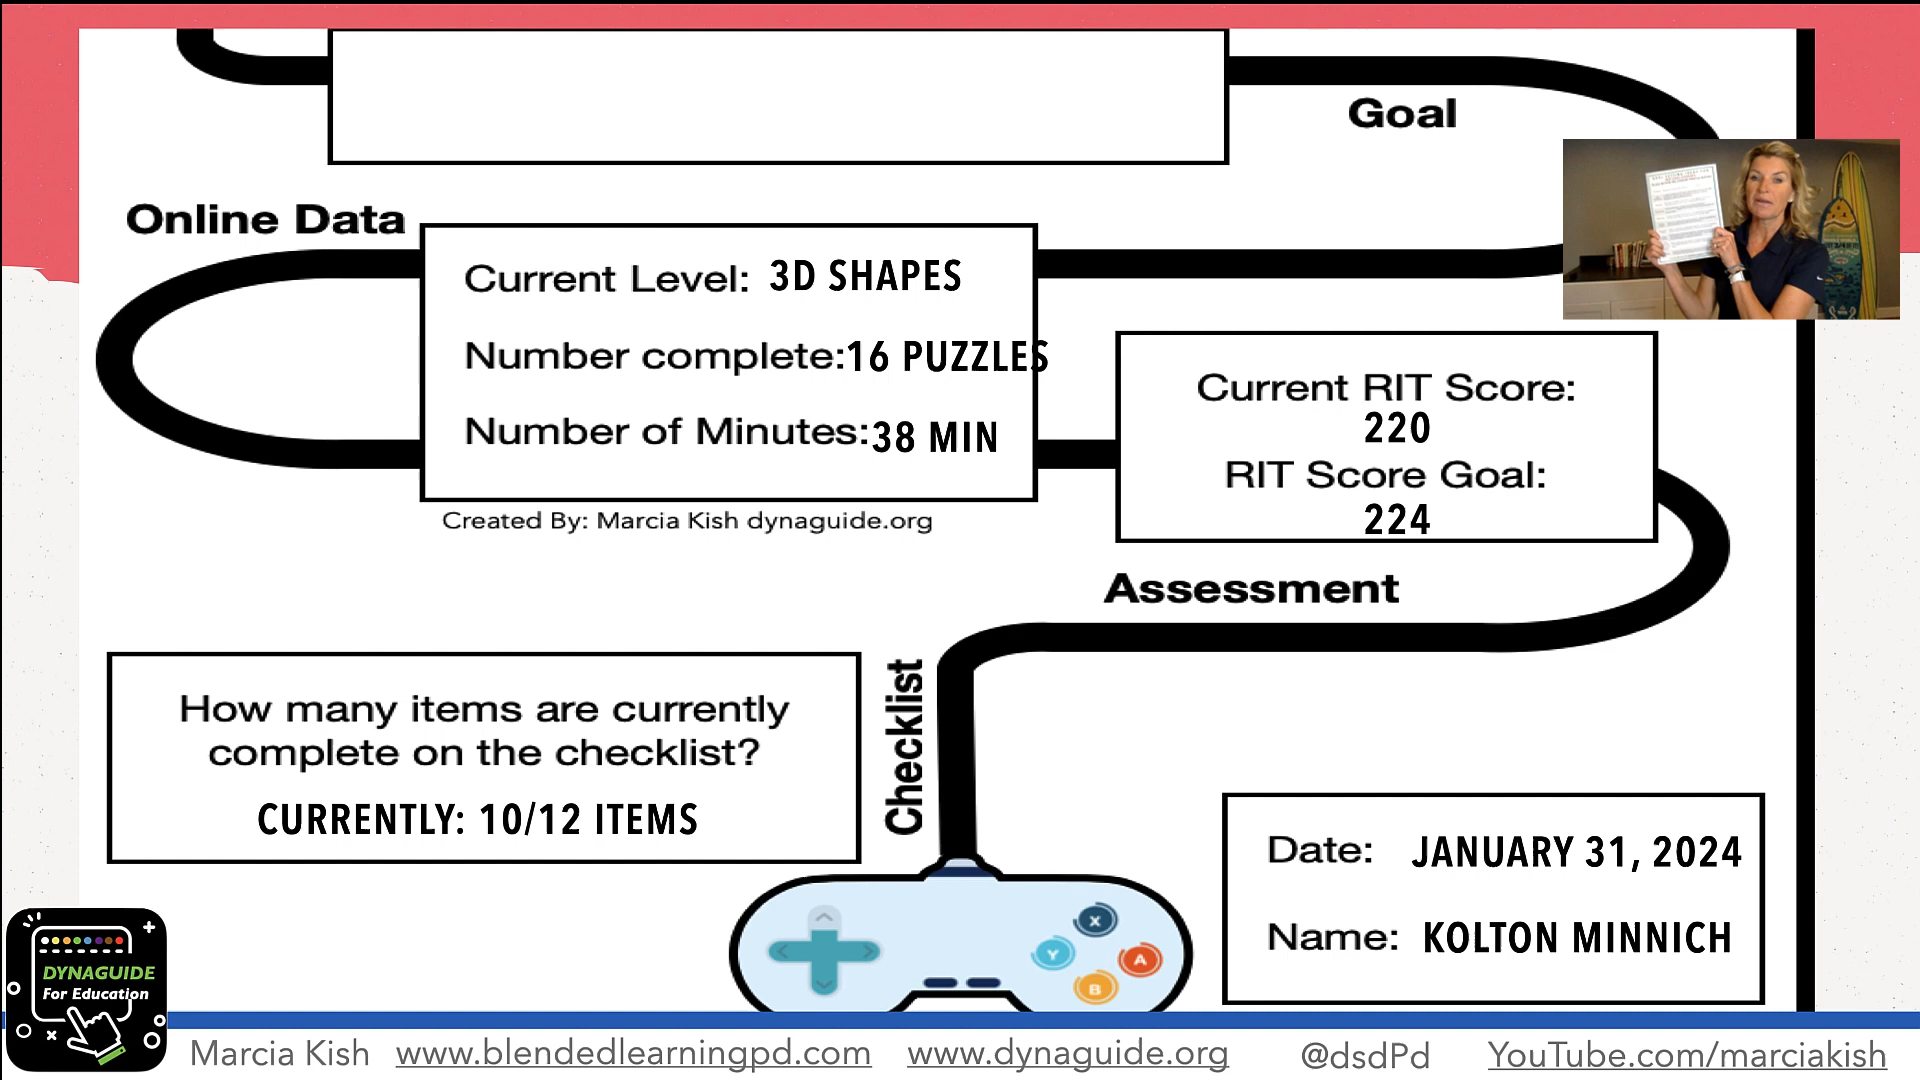 Goal
Online Data
Current Level: 3D SHAPES
Number complete:16 PUZZLES
Number of Minutes:38 MIN
Created By: Marcia Kish dynaguide.org
Current RIT Score:
220
RIT Score Goal:
224
Assessment
Checklist
How many items are currently
complete on the checklist?
CURRENTLY: 10/12 ITEMS
Date: JANUARY 31, 2024
Name: KOLTON MINNICH
X
Y
A
B
DYNAGUIDE
For Education
Marcia Kish www.blendedlearningpd.com www.dynaguide.org @dsdPd YouTube.com/marciakish